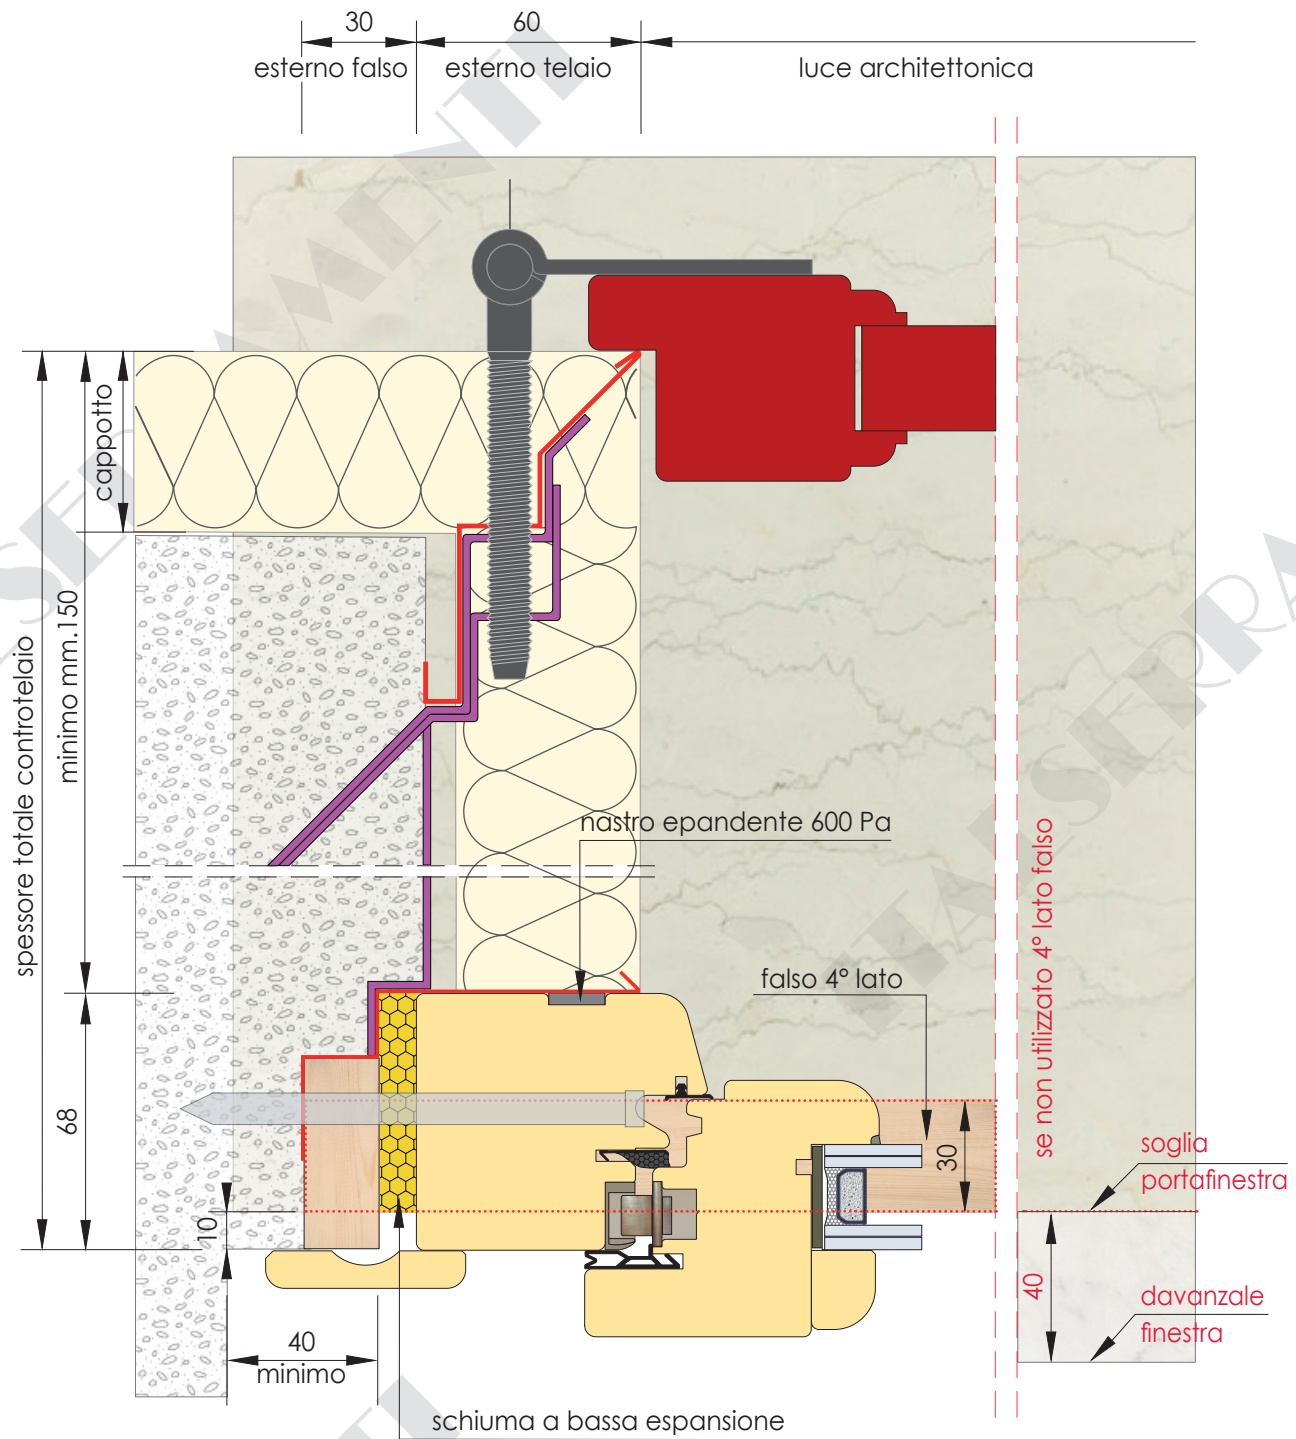 30
60
esterno falso
esterno telaio
luce architettonica
cappotto
minimo mm.150
spessore totale controtelaio
nastro epandente 600 Pa
falso 4° lato
se non utilizzato 4° lato falso
68
30
soglia
portafinestra
10
40
davanzale
finestra
40
minimo
schiuma a bassa espansione
ITALSERRAMENTI